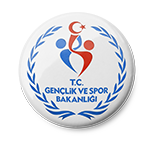 T.C.
GENÇLİK VE SPOR
BAKANLIĞI